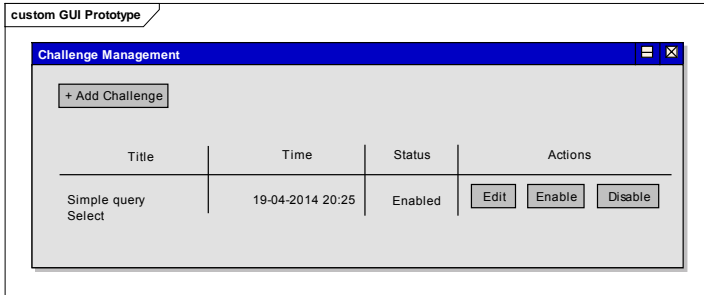 custom GUI Prototype
Challenge Management
+ Add Challenge
Title Time Status Actions
Simple query 19-04-2014 20:25 Enabled Edit Enable Disable
Select